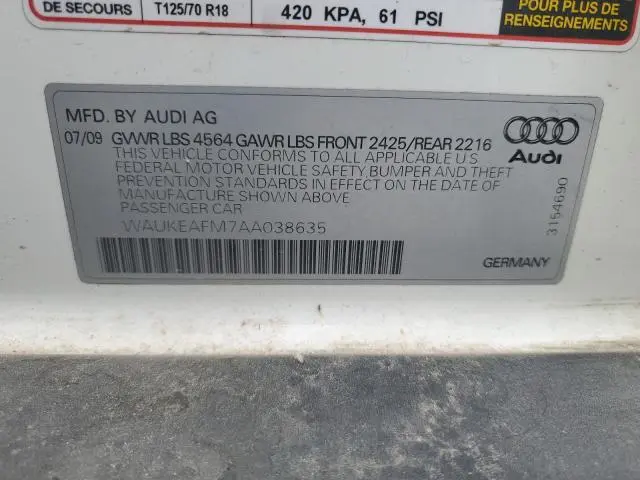 DE SECOURS T125/70 R18 420 KPA, 61 PSI
POUR PLUS DE
RENSEIGNEMENTS
MFD. BY AUDI AG
07/09 GVWR LBS 4564 GAWR LBS FRONT 2425/REAR 2216
THIS VEHICLE CONFORMS TO ALL APPLICABLE U S
FEDERAL MOTOR VEHICLE SAFETY, BUMPER AND THEFT
PREVENTION STANDARDS IN EFFECT ON THE DATE OF
MANUFACTURE SHOWN ABOVE
PASSENGER CAR
WAUKEAFM7AA038635
Audi
3154690
GERMANY